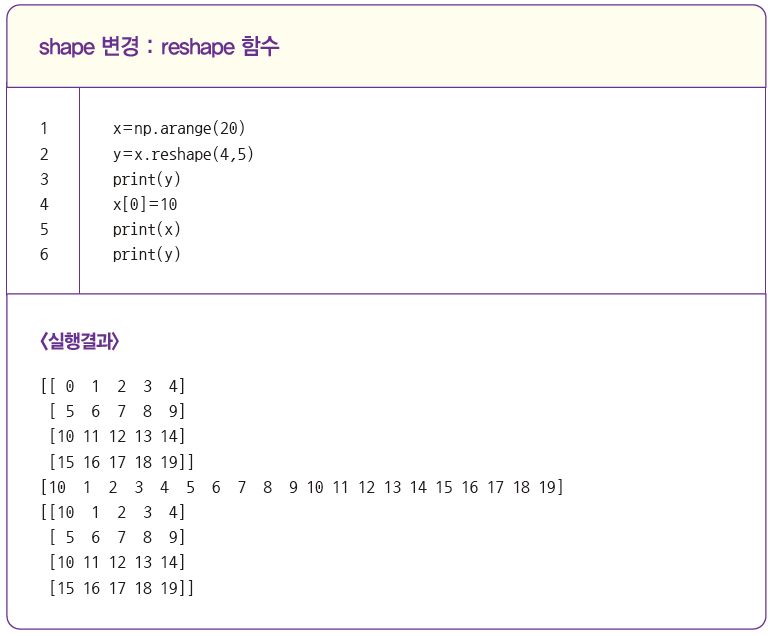 shape 변경 : reshape 함수
1 x=np.arange(20)
2 y=x.reshape(4,5)
3 print(y)
4 x[0]=10
5 print(x)
6 print(y)
<실행결과>
[[ 0  1  2  3  4]
 [ 5  6  7  8  9]
 [10 11 12 13 14]
 [15 16 17 18 19]]
[10  1  2  3  4  5  6  7  8  9 10 11 12 13 14 15 16 17 18 19]
[[10  1  2  3  4]
 [ 5  6  7  8  9]
 [10 11 12 13 14]
 [15 16 17 18 19]]